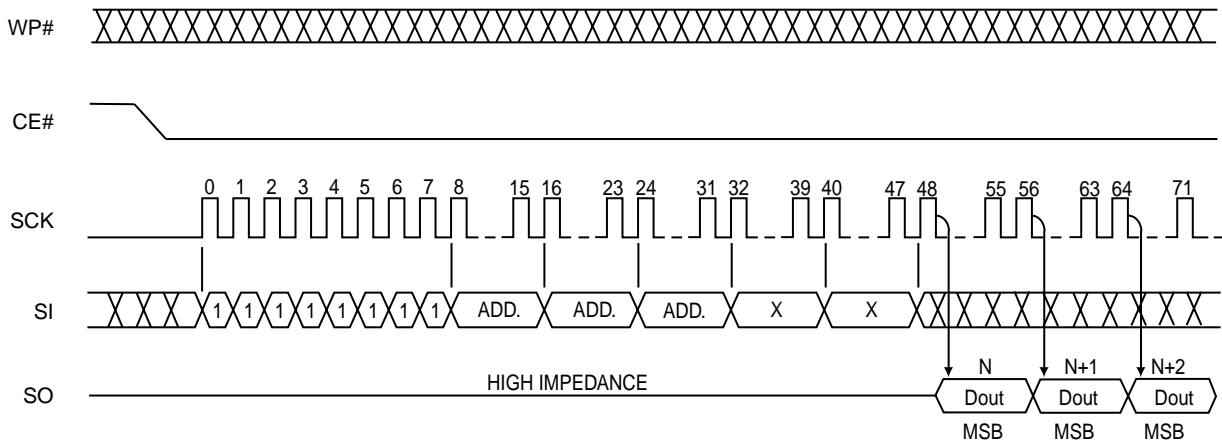 WP#
CE#
SCK
0 1 2 3 4 5 6 7 8 15 16 23 24 31 32 39 40 47 48 55 56 63 64 71
SI
1 1 1 1 1 1 1 1 ADD. ADD. ADD. X X
SO
HIGH IMPEDANCE
N N+1 N+2
Dout Dout Dout
MSB MSB MSB